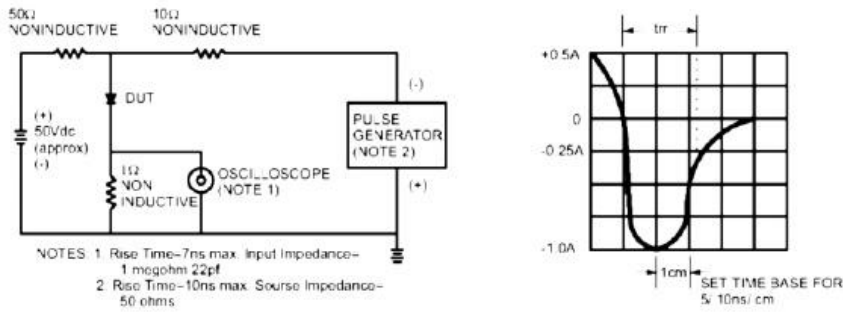 50Ω
NONINDUCTIVE
10Ω
NONINDUCTIVE
DUT
(+)
50Vdc
(approx)
(-)
1Ω
NON
INDUCTIVE
OSCILLOSCOPE
(NOTE 1)
(-)
PULSE
GENERATOR
(NOTE 2)
(+)
NOTES: 1. Rise Time-7ns max. Input Impedance-
1 megohm 22pf
2. Rise Time-10ns max. Sourse Impedance-
50 ohms
trr
+0.5A
0
-0.25A
-1.0A
1cm
SET TIME BASE FOR
5/ 10ns/ cm